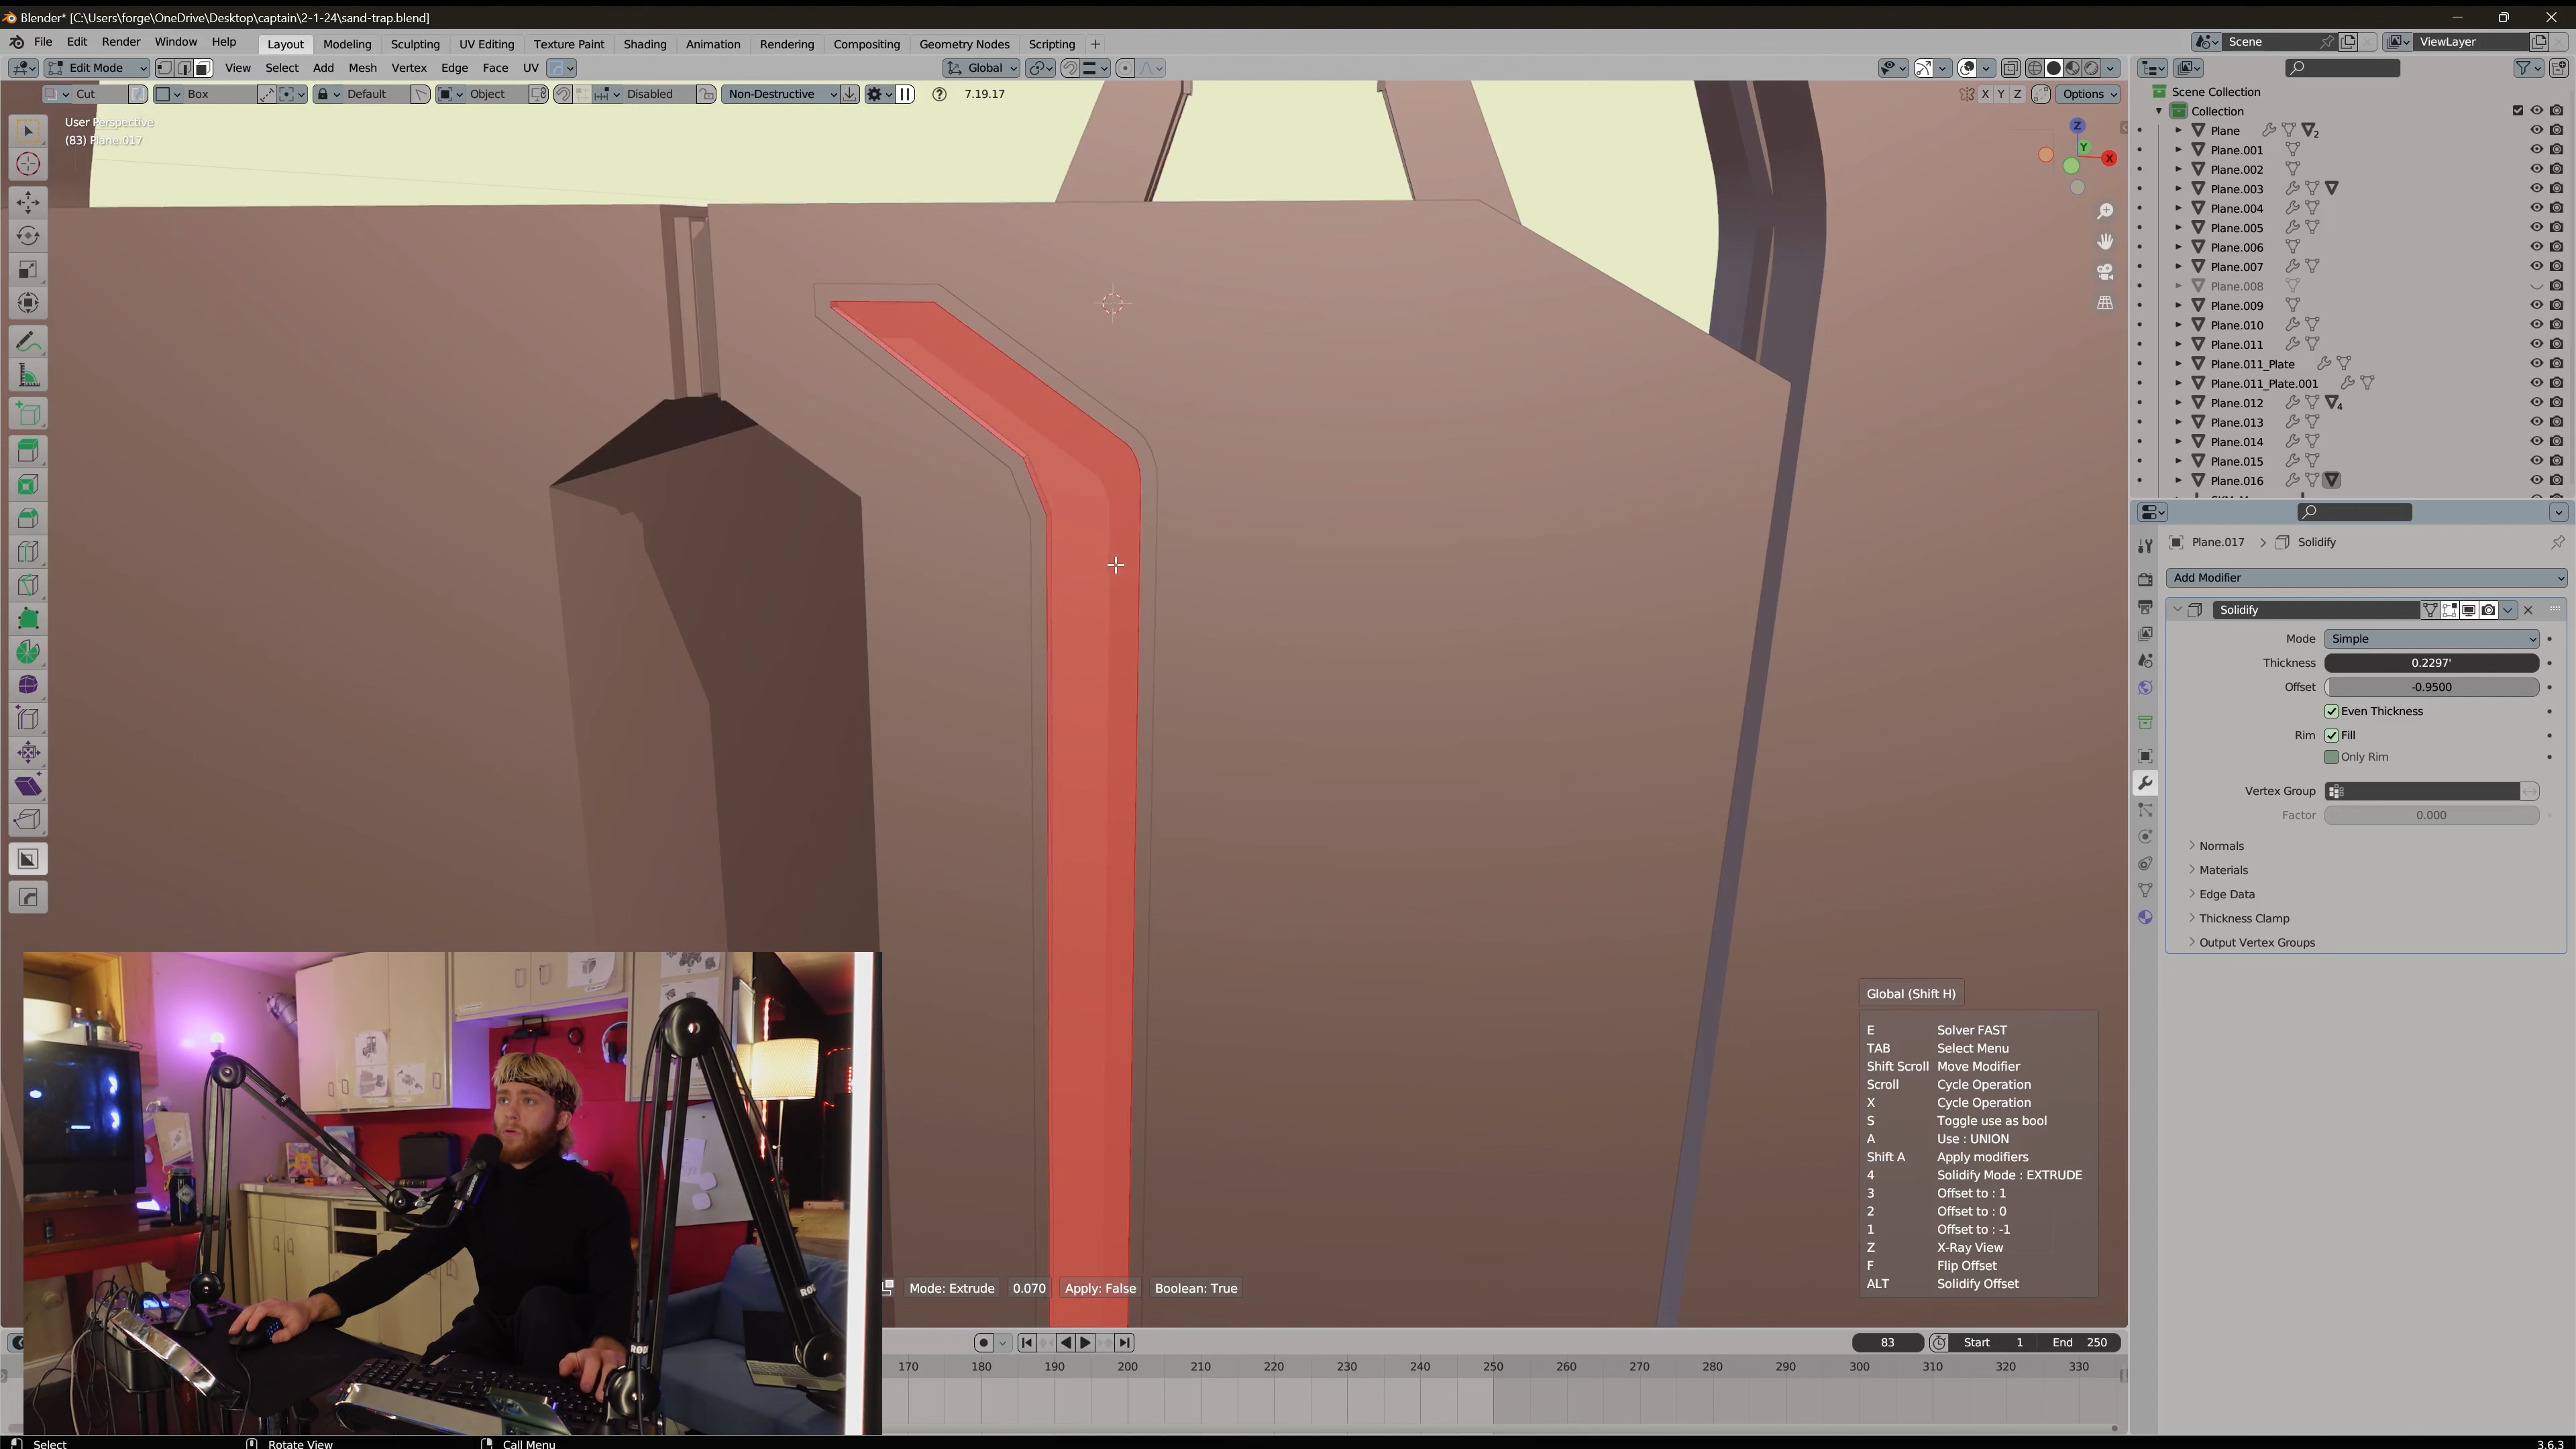 Blender* [C:\Users\forge\OneDrive\Desktop\captain\2-1-24\sand-trap.blend]
File Edit Render Window Help Layout Modeling Sculpting UV Editing Texture Paint Shading Animation Rendering Compositing Geometry Nodes Scripting +
Scene ViewLayer
Edit Mode View Select Add Mesh Vertex Edge Face UV Global
Cut Box Default Object Disabled Non-Destructive 7.19.17 X Y Z Options
User Perspective
(83) Plane.017
Z
Y
X
Scene Collection
Collection
Plane 2
Plane.001
Plane.002
Plane.003
Plane.004
Plane.005
Plane.006
Plane.007
Plane.008
Plane.009
Plane.010
Plane.011
Plane.011_Plate
Plane.011_Plate.001
Plane.012 4
Plane.013
Plane.014
Plane.015
Plane.016
Plane.017 > Solidify
Add Modifier
Solidify
Mode Simple
Thickness 0.2297'
Offset -0.9500
Even Thickness
Rim Fill
Only Rim
Vertex Group
Factor 0.000
Normals
Materials
Edge Data
Thickness Clamp
Output Vertex Groups
Global (Shift H)
E Solver FAST
TAB Select Menu
Shift Scroll Move Modifier
Scroll Cycle Operation
X Cycle Operation
S Toggle use as bool
A Use : UNION
Shift A Apply modifiers
4 Solidify Mode : EXTRUDE
3 Offset to : 1
2 Offset to : 0
1 Offset to : -1
Z X-Ray View
F Flip Offset
ALT Solidify Offset
Mode: Extrude 0.070 Apply: False Boolean: True
83 Start 1 End 250
170 180 190 200 210 220 230 240 250 260 270 280 290 300 310 320 330
Select Rotate View Call Menu 3.6.3